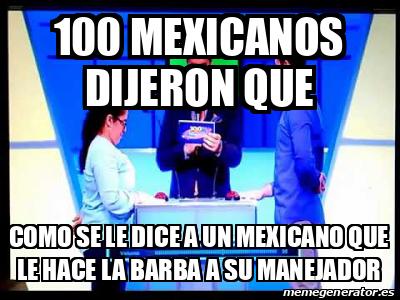 100 MEXICANOS
DIJERON QUE
100
COMO SE LE DICE A UN MEXICANO QUE
LE HACE LA BARBA A SU MANEJADOR
memegenerator.es